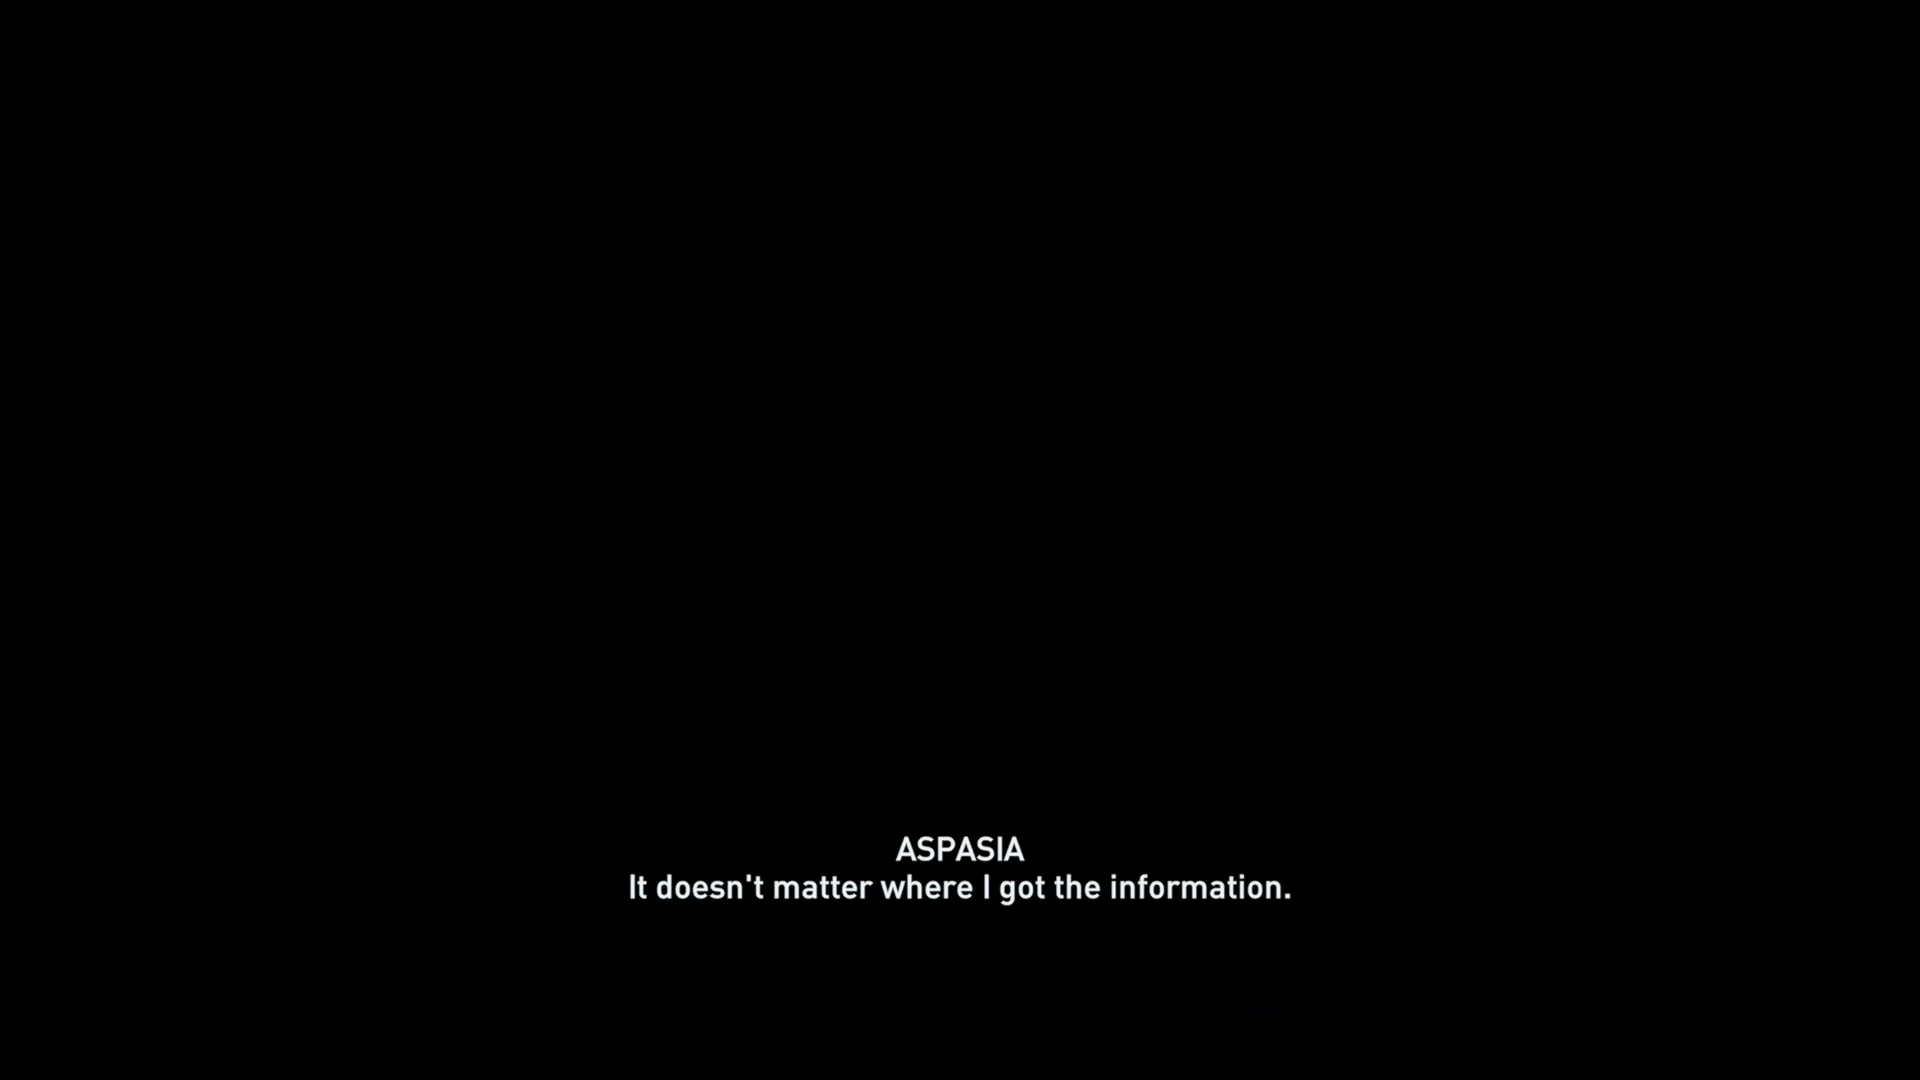 ASPASIA
It doesn't matter where I got the information.